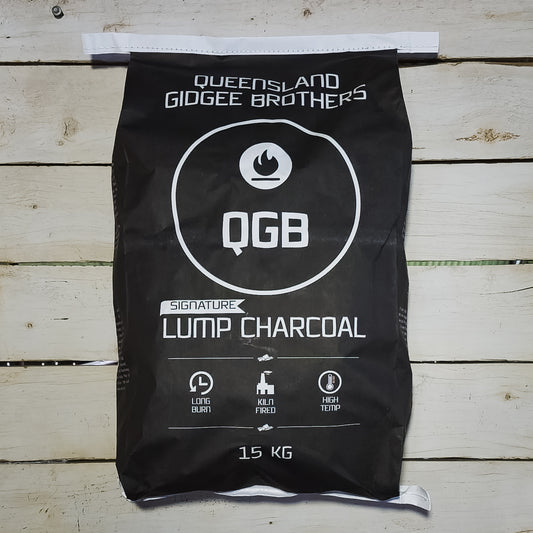 QUEENSLAND
GIDGEE BROTHERS
QGB
SIGNATURE
LUMP CHARCOAL
LONG
BURN
KILN
FIRED
HIGH
TEMP
15 KG